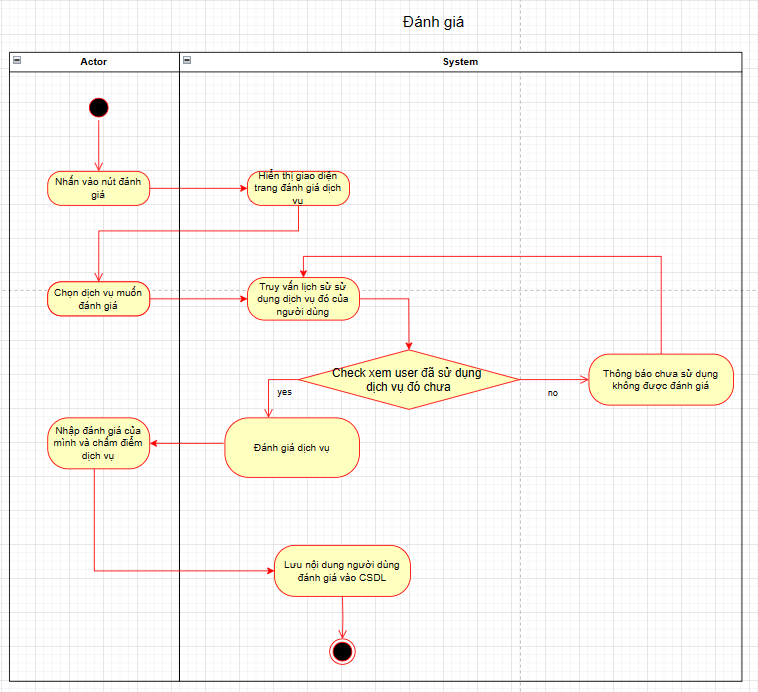 Đánh giá
Actor
System
Nhấn vào nút đánh
giá
Hiển thị giao diện
trang đánh giá dịch
vụ
Chọn dịch vụ muốn
đánh giá
Truy vấn lịch sử sử
dụng dịch vụ đó của
người dùng
Check xem user đã sử dụng
dịch vụ đó chưa
Thông báo chưa sử dụng
không được đánh giá
yes
no
Nhập đánh giá của
mình và chấm điểm
dịch vụ
Đánh giá dịch vụ
Lưu nội dung người dùng
đánh giá vào CSDL